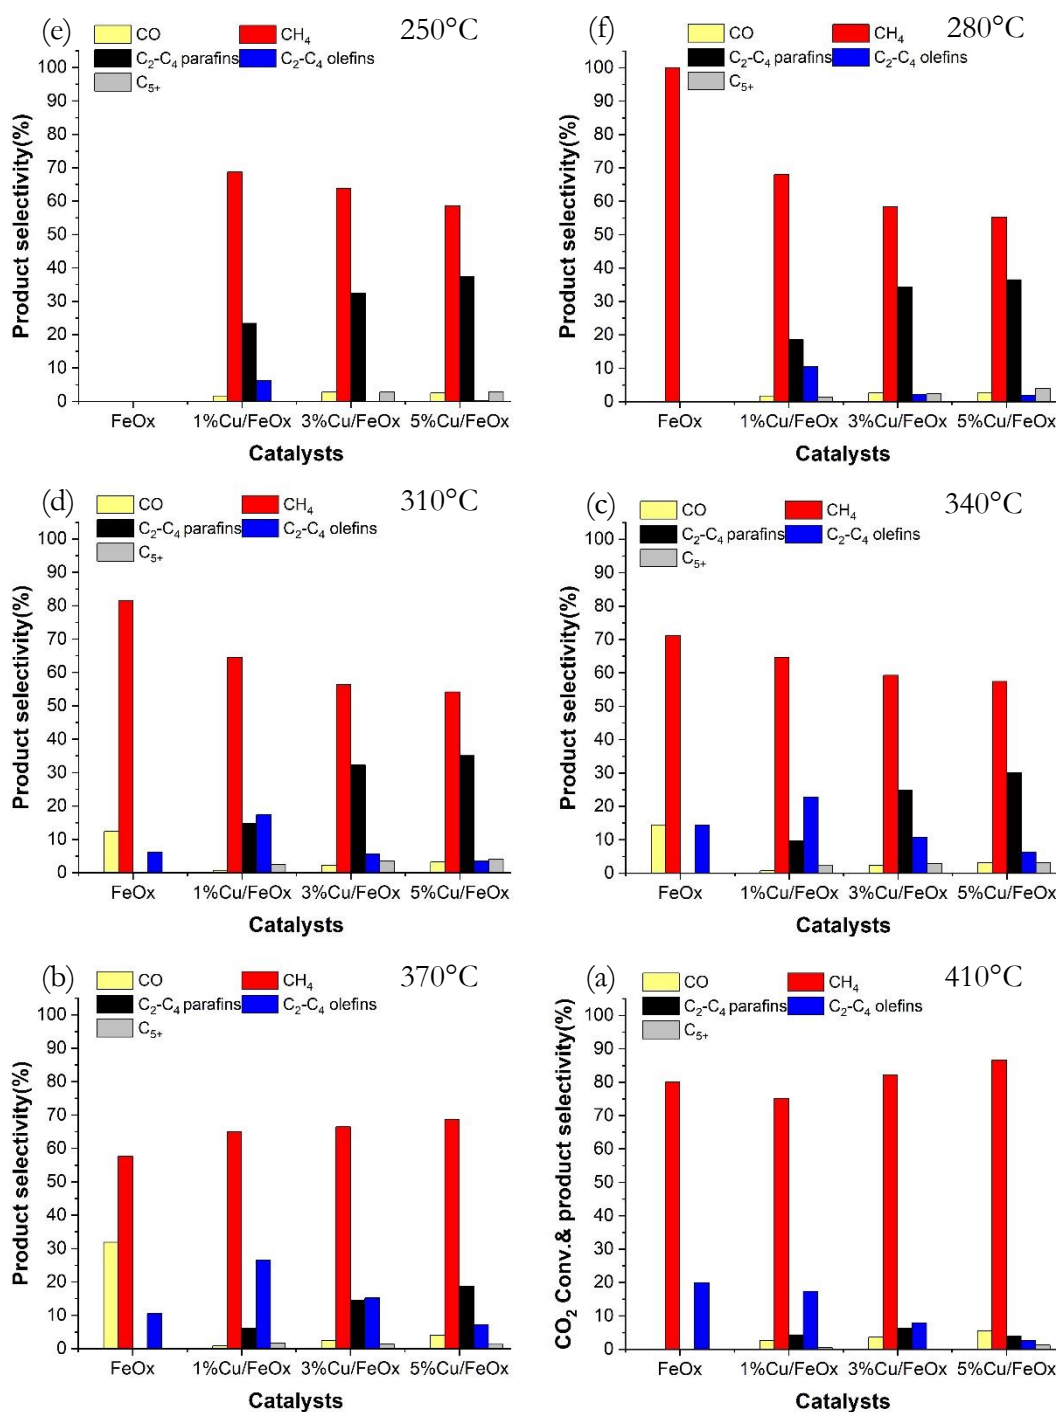 (e) 250°C
CO CH₄
C₂-C₄ parafins C₂-C₄ olefins
C₅₊
100
90
80
70
60
50
40
30
20
10
0
Product selectivity(%)
FeOx 1%Cu/FeOx 3%Cu/FeOx 5%Cu/FeOx
Catalysts
(f) 280°C
CO CH₄
C₂-C₄ parafins C₂-C₄ olefins
C₅₊
100
90
80
70
60
50
40
30
20
10
0
Product selectivity(%)
FeOx 1%Cu/FeOx 3%Cu/FeOx 5%Cu/FeOx
Catalysts
(d) 310°C
CO CH₄
C₂-C₄ parafins C₂-C₄ olefins
C₅₊
100
90
80
70
60
50
40
30
20
10
0
Product selectivity(%)
FeOx 1%Cu/FeOx 3%Cu/FeOx 5%Cu/FeOx
Catalysts
(c) 340°C
CO CH₄
C₂-C₄ parafins C₂-C₄ olefins
C₅₊
100
90
80
70
60
50
40
30
20
10
0
Product selectivity(%)
FeOx 1%Cu/FeOx 3%Cu/FeOx 5%Cu/FeOx
Catalysts
(b) 370°C
CO CH₄
C₂-C₄ parafins C₂-C₄ olefins
C₅₊
100
90
80
70
60
50
40
30
20
10
0
Product selectivity(%)
FeOx 1%Cu/FeOx 3%Cu/FeOx 5%Cu/FeOx
Catalysts
(a) 410°C
CO CH₄
C₂-C₄ parafins C₂-C₄ olefins
C₅₊
100
90
80
70
60
50
40
30
20
10
0
CO₂ Conv.& product selectivity(%)
FeOx 1%Cu/FeOx 3%Cu/FeOx 5%Cu/FeOx
Catalysts